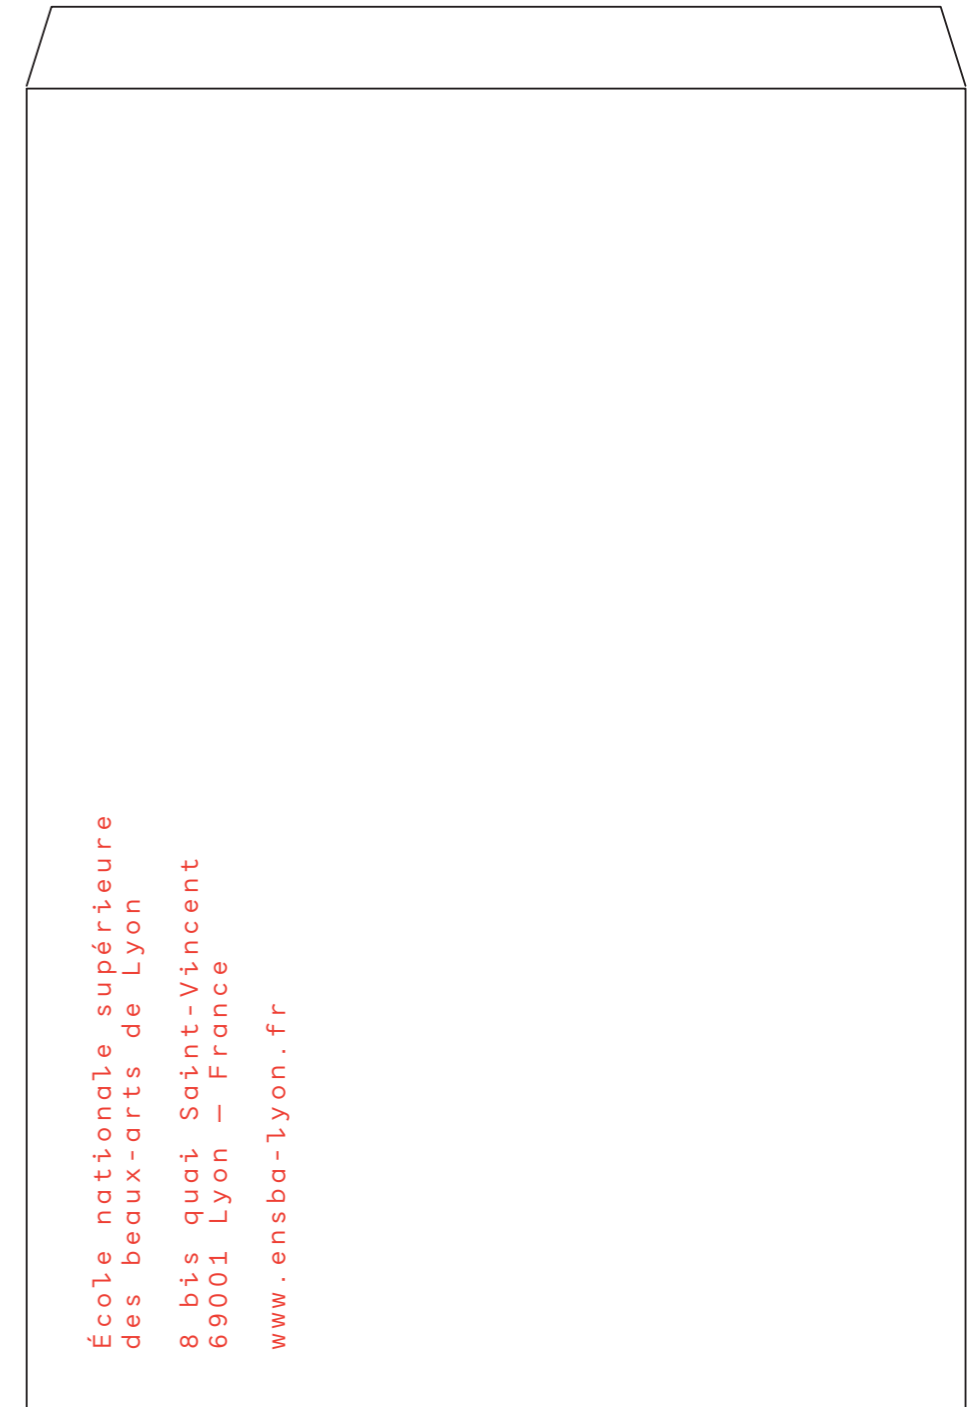 École nationale supérieure
des beaux-arts de Lyon
8 bis quai Saint-Vincent
69001 Lyon — France
www.ensba-lyon.fr